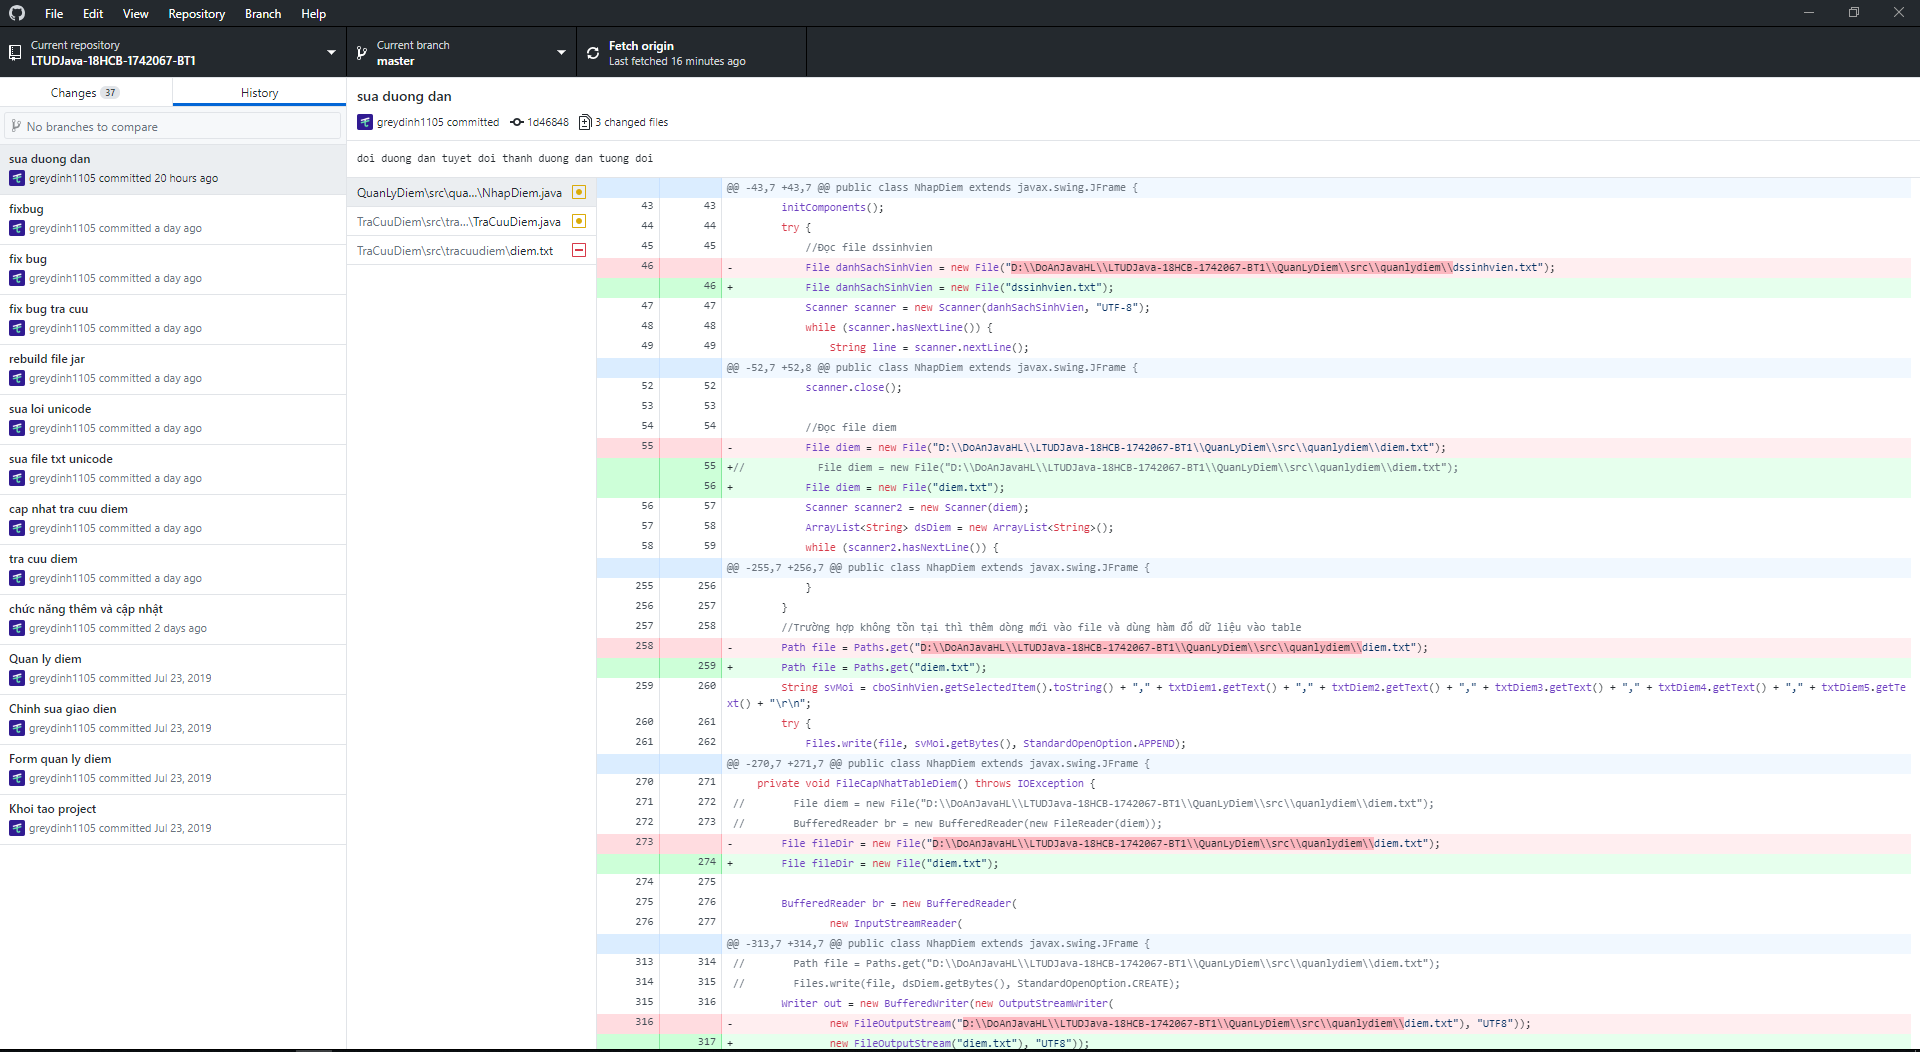 File Edit View Repository Branch Help
Current repository
LTUDJava-18HCB-1742067-BT1
Current branch
master
Fetch origin
Last fetched 16 minutes ago
Changes 37
History
No branches to compare
sua duong dan
greydinh1105 committed 20 hours ago
fixbug
greydinh1105 committed a day ago
fix bug
greydinh1105 committed a day ago
fix bug tra cuu
greydinh1105 committed a day ago
rebuild file jar
greydinh1105 committed a day ago
sua loi unicode
greydinh1105 committed a day ago
sua file txt unicode
greydinh1105 committed a day ago
cap nhat tra cuu diem
greydinh1105 committed a day ago
tra cuu diem
greydinh1105 committed a day ago
chức năng thêm và cập nhật
greydinh1105 committed 2 days ago
Quan ly diem
greydinh1105 committed Jul 23, 2019
Chinh sua giao dien
greydinh1105 committed Jul 23, 2019
Form quan ly diem
greydinh1105 committed Jul 23, 2019
Khoi tao project
greydinh1105 committed Jul 23, 2019
sua duong dan
greydinh1105 committed 1d46848 3 changed files
doi duong dan tuyet doi thanh duong dan tuong doi
QuanLyDiem\src\qua...\NhapDiem.java
TraCuuDiem\src\tra...\TraCuuDiem.java
TraCuuDiem\src\tracuudiem\diem.txt
@@ -43,7 +43,7 @@ public class NhapDiem extends javax.swing.JFrame {
43 43 initComponents();
44 44 try {
45 45 //Đọc file dssinhvien
46 - File danhSachSinhVien = new File("D:\\DoAnJavaHL\\LTUDJava-18HCB-1742067-BT1\\QuanLyDiem\\src\\quanlydiem\\dssinhvien.txt");
46 + File danhSachSinhVien = new File("dssinhvien.txt");
47 47 Scanner scanner = new Scanner(danhSachSinhVien, "UTF-8");
48 48 while (scanner.hasNextLine()) {
49 49 String line = scanner.nextLine();
@@ -52,7 +52,8 @@ public class NhapDiem extends javax.swing.JFrame {
52 52 scanner.close();
53 53
54 54 //Đọc file diem
55 - File diem = new File("D:\\DoAnJavaHL\\LTUDJava-18HCB-1742067-BT1\\QuanLyDiem\\src\\quanlydiem\\diem.txt");
55 +// File diem = new File("D:\\DoAnJavaHL\\LTUDJava-18HCB-1742067-BT1\\QuanLyDiem\\src\\quanlydiem\\diem.txt");
56 + File diem = new File("diem.txt");
56 57 Scanner scanner2 = new Scanner(diem);
57 58 ArrayList<String> dsDiem = new ArrayList<String>();
58 59 while (scanner2.hasNextLine()) {
@@ -255,7 +256,7 @@ public class NhapDiem extends javax.swing.JFrame {
255 256 }
256 257 }
257 258 //Trường hợp không tồn tại thì thêm dòng mới vào file và dùng hàm đổ dữ liệu vào table
258 - Path file = Paths.get("D:\\DoAnJavaHL\\LTUDJava-18HCB-1742067-BT1\\QuanLyDiem\\src\\quanlydiem\\diem.txt");
259 + Path file = Paths.get("diem.txt");
259 260 String svMoi = cboSinhVien.getSelectedItem().toString() + "," + txtDiem1.getText() + "," + txtDiem2.getText() + "," + txtDiem3.getText() + "," + txtDiem4.getText() + "," + txtDiem5.getTe
xt() + "\r\n";
260 261 try {
261 262 Files.write(file, svMoi.getBytes(), StandardOpenOption.APPEND);
@@ -270,7 +271,7 @@ public class NhapDiem extends javax.swing.JFrame {
270 271 private void FileCapNhatTableDiem() throws IOException {
271 272 // File diem = new File("D:\\DoAnJavaHL\\LTUDJava-18HCB-1742067-BT1\\QuanLyDiem\\src\\quanlydiem\\diem.txt");
272 273 // BufferedReader br = new BufferedReader(new FileReader(diem));
273 - File fileDir = new File("D:\\DoAnJavaHL\\LTUDJava-18HCB-1742067-BT1\\QuanLyDiem\\src\\quanlydiem\\diem.txt");
274 + File fileDir = new File("diem.txt");
274 275
275 276 BufferedReader br = new BufferedReader(
276 277 new InputStreamReader(
@@ -313,7 +314,7 @@ public class NhapDiem extends javax.swing.JFrame {
313 314 // Path file = Paths.get("D:\\DoAnJavaHL\\LTUDJava-18HCB-1742067-BT1\\QuanLyDiem\\src\\quanlydiem\\diem.txt");
314 315 // Files.write(file, dsDiem.getBytes(), StandardOpenOption.CREATE);
315 316 Writer out = new BufferedWriter(new OutputStreamWriter(
316 - new FileOutputStream("D:\\DoAnJavaHL\\LTUDJava-18HCB-1742067-BT1\\QuanLyDiem\\src\\quanlydiem\\diem.txt"), "UTF8"));
317 + new FileOutputStream("diem.txt"), "UTF8"));